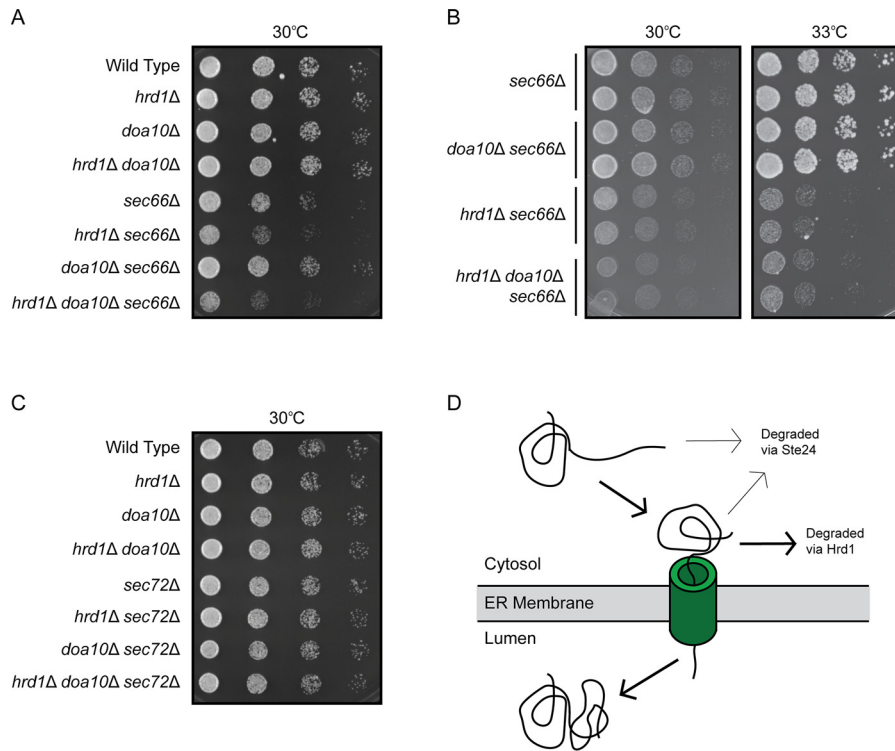 A
30°C
Wild Type
hrd1Δ
doa10Δ
hrd1Δ doa10Δ
sec66Δ
hrd1Δ sec66Δ
doa10Δ sec66Δ
hrd1Δ doa10Δ sec66Δ
B
30°C
33°C
sec66Δ
doa10Δ sec66Δ
hrd1Δ sec66Δ
hrd1Δ doa10Δ
sec66Δ
C
30°C
Wild Type
hrd1Δ
doa10Δ
hrd1Δ doa10Δ
sec72Δ
hrd1Δ sec72Δ
doa10Δ sec72Δ
hrd1Δ doa10Δ sec72Δ
D
Degraded
via Ste24
Degraded
via Hrd1
Cytosol
ER Membrane
Lumen